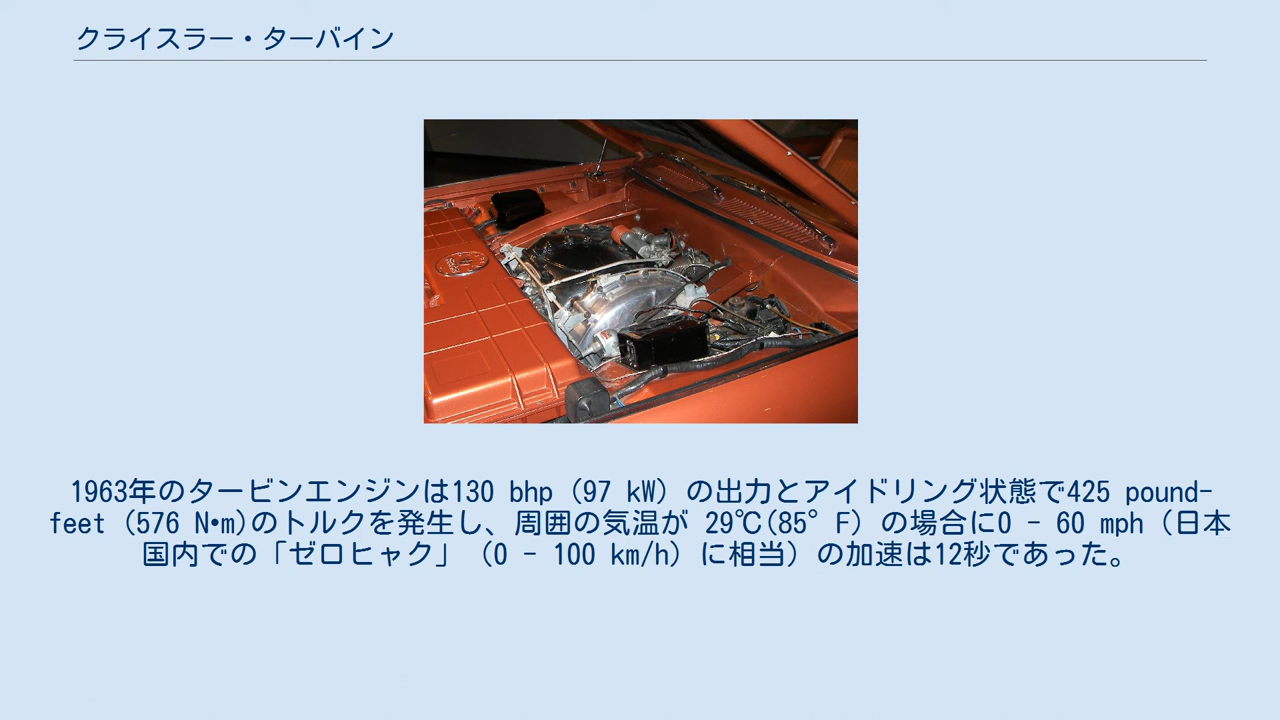 クライスラー・ターバイン
1963年のタービンエンジンは130 bhp (97 kW) の出力とアイドリング状態で425 pound-
feet (576 N•m)のトルクを発生し、周囲の気温が 29℃(85° F) の場合に0 - 60 mph (日本
国内での「ゼロヒャク」 (0 - 100 km/h) に相当) の加速は12秒であった。